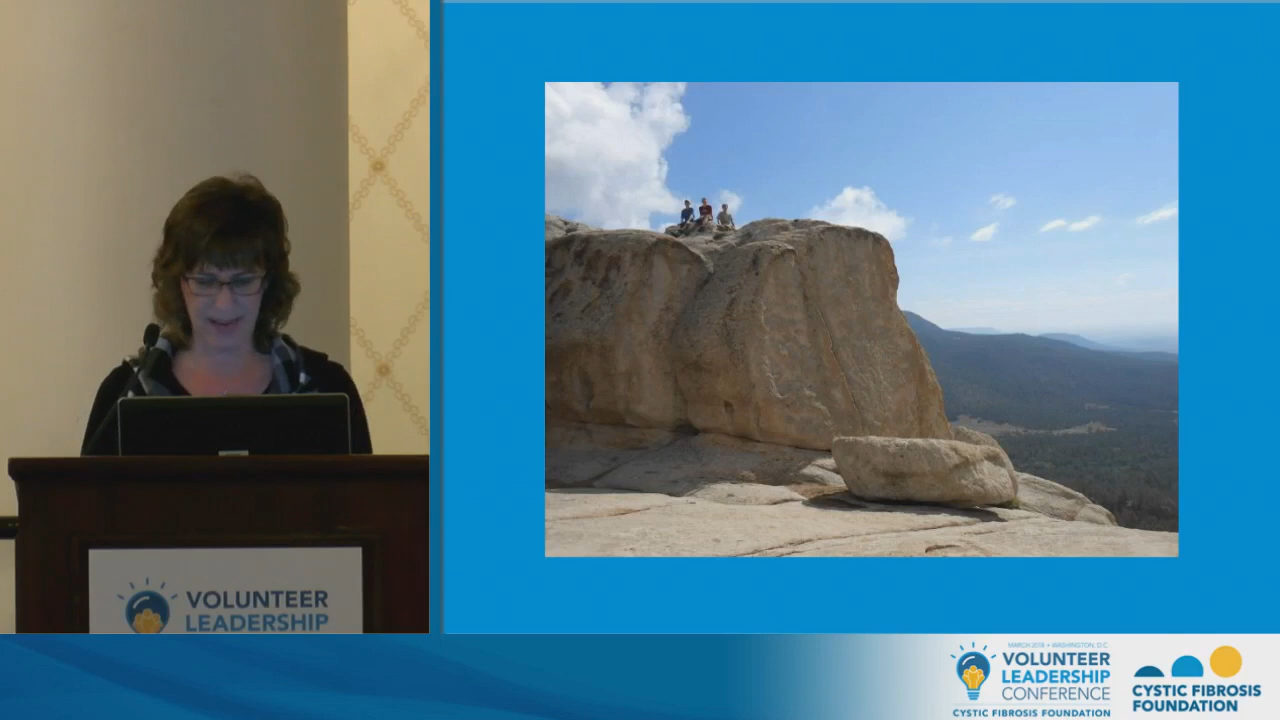 VOLUNTEER
LEADERSHIP
MARCH 2018 • WASHINGTON, D.C.
VOLUNTEER
LEADERSHIP
CONFERENCE
CYSTIC FIBROSIS FOUNDATION
CYSTIC FIBROSIS
FOUNDATION